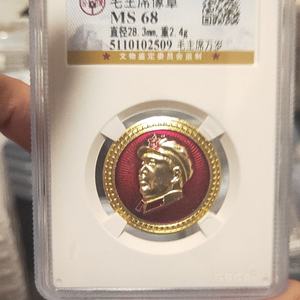 毛主席像章
MS 68
直径28.3mm,重2.4g
5110102509 毛主席万岁
★ 文物鉴定委员会监制 ★